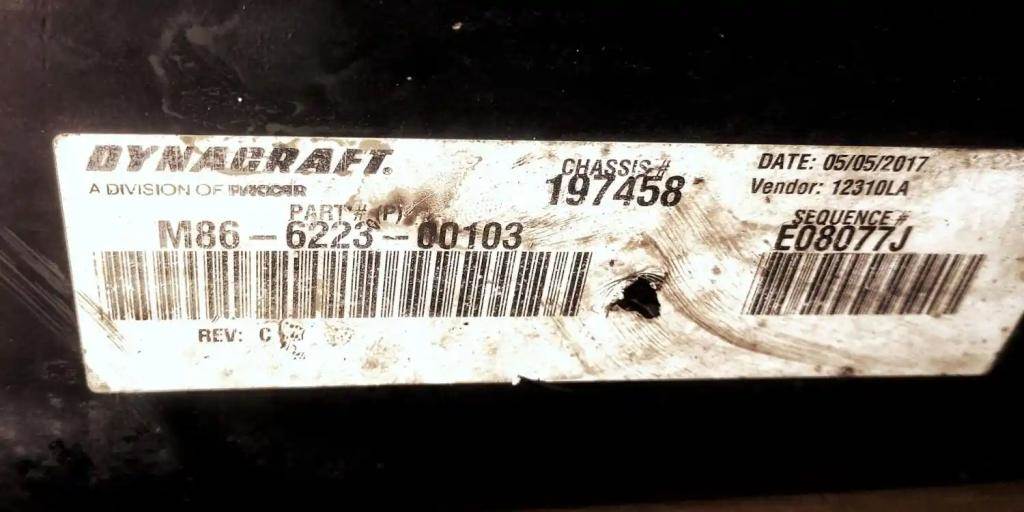 DYNACRAFT.
A DIVISION OF PACCAR
PART # (P)
M86-6223-00103
CHASSIS #
197458
DATE: 05/05/2017
Vendor: 12310LA
SEQUENCE #
E08077J
REV: C